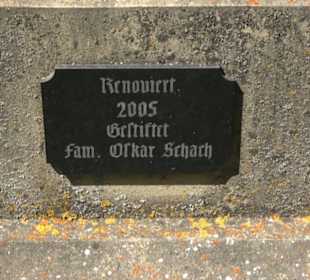 Renoviert
2005
Geſtiftet
Fam. Oſkar Schach